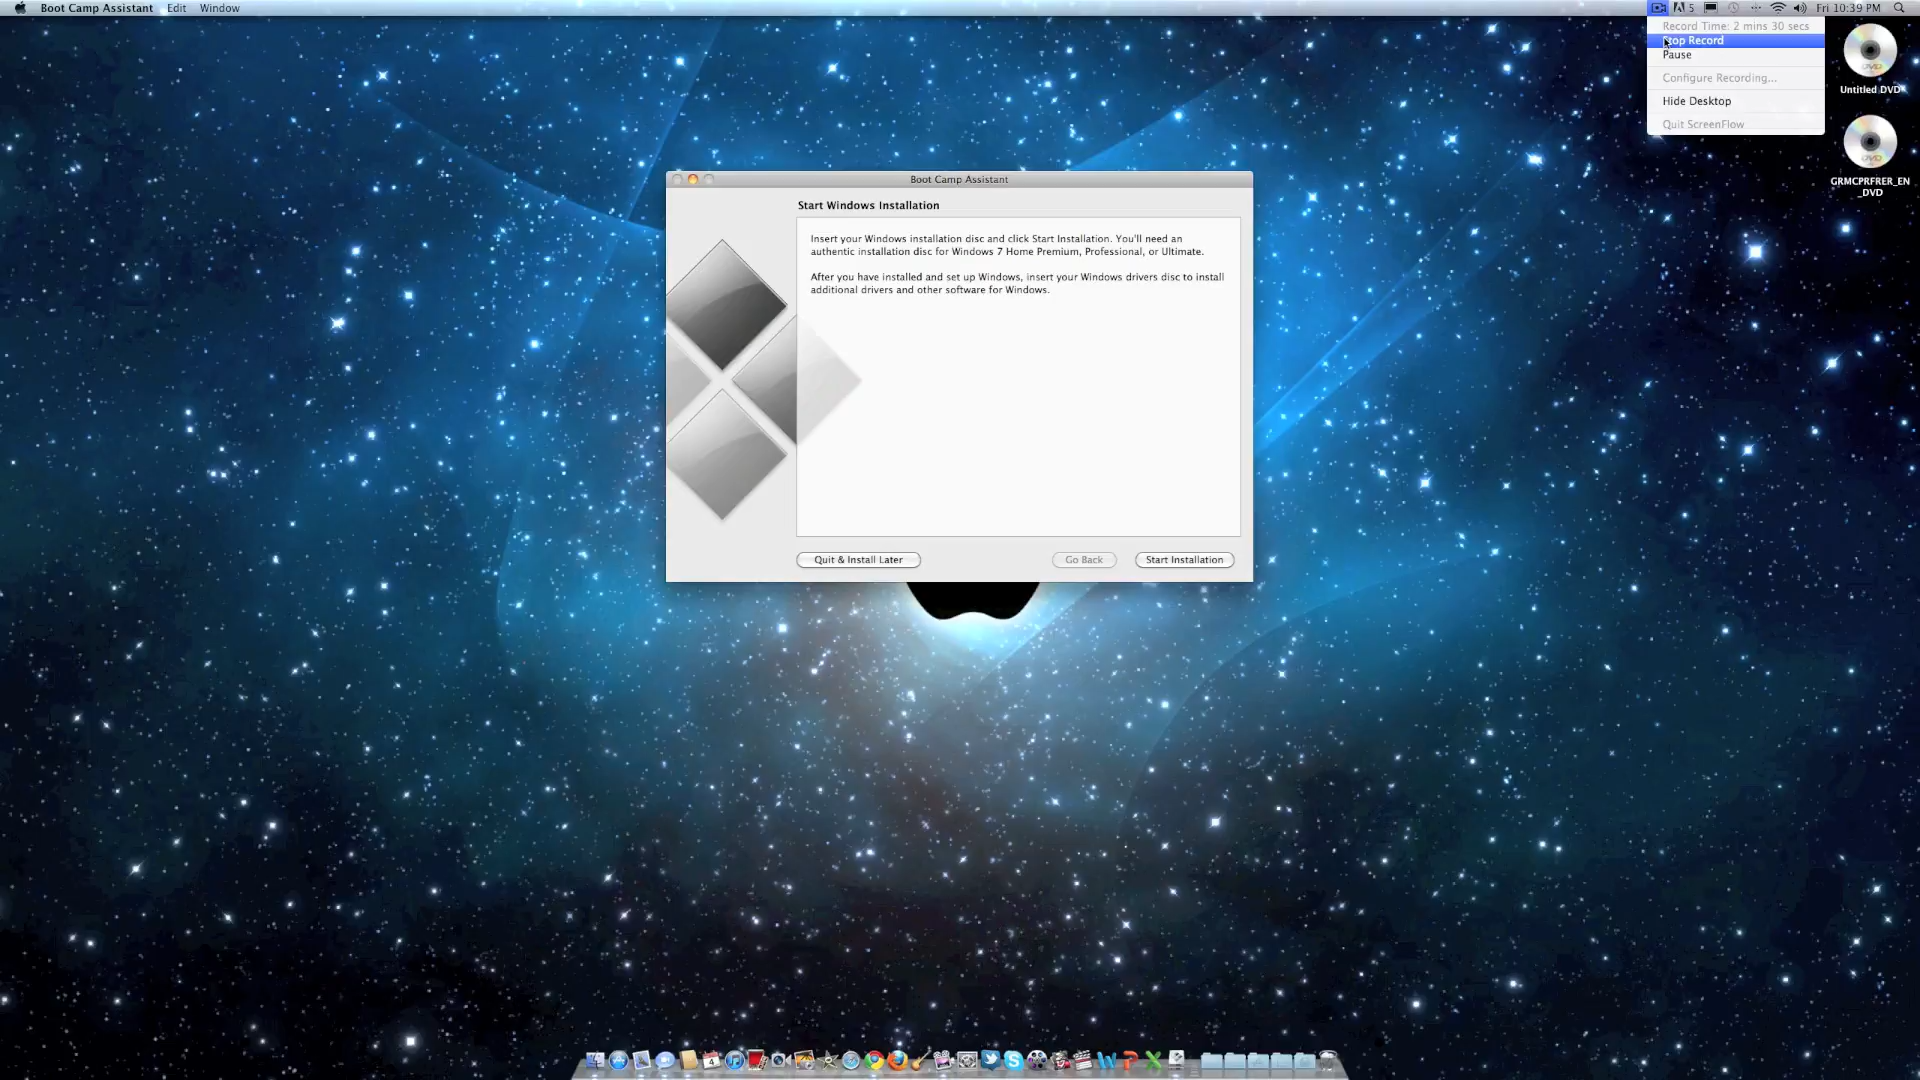 Boot Camp Assistant Edit Window
5 Fri 10:39 PM
Record Time: 2 mins 30 secs
Stop Record
Pause
Configure Recording...
Hide Desktop
Quit ScreenFlow
Untitled DVD
GRMCPRFRER_EN
_DVD
Boot Camp Assistant
Start Windows Installation
Insert your Windows installation disc and click Start Installation. You'll need an
authentic installation disc for Windows 7 Home Premium, Professional, or Ultimate.
After you have installed and set up Windows, insert your Windows drivers disc to install
additional drivers and other software for Windows.
Quit & Install Later Go Back Start Installation